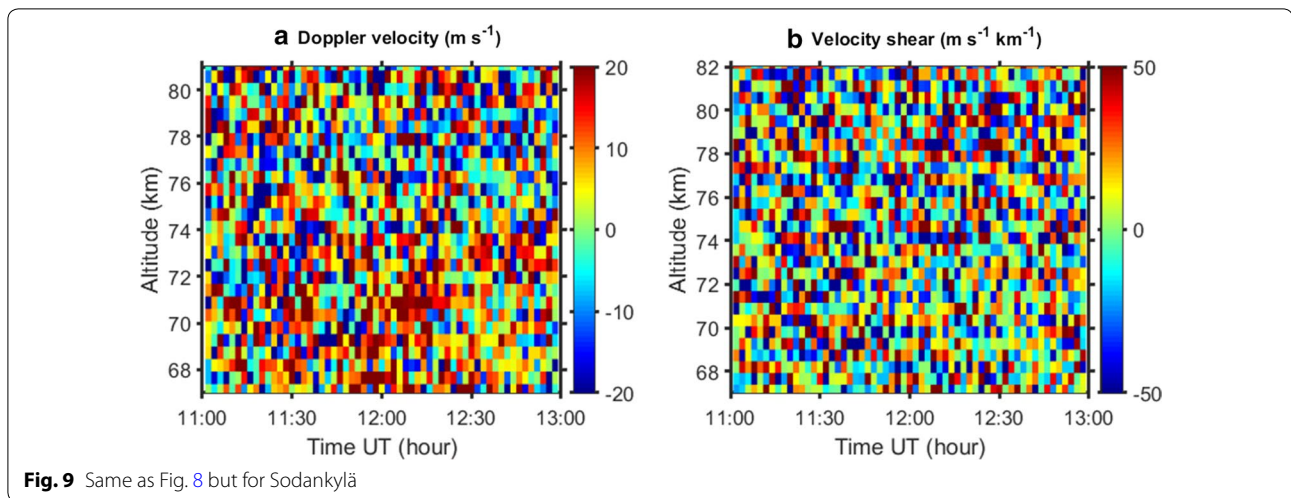 a Doppler velocity (m s⁻¹)
80
78
76
74
72
70
68
Altitude (km)
11:00 11:30 12:00 12:30 13:00
Time UT (hour)
20
10
0
-10
-20
b Velocity shear (m s⁻¹ km⁻¹)
82
80
78
76
74
72
70
68
Altitude (km)
11:00 11:30 12:00 12:30 13:00
Time UT (hour)
50
0
-50
Fig. 9 Same as Fig. 8 but for Sodankylä